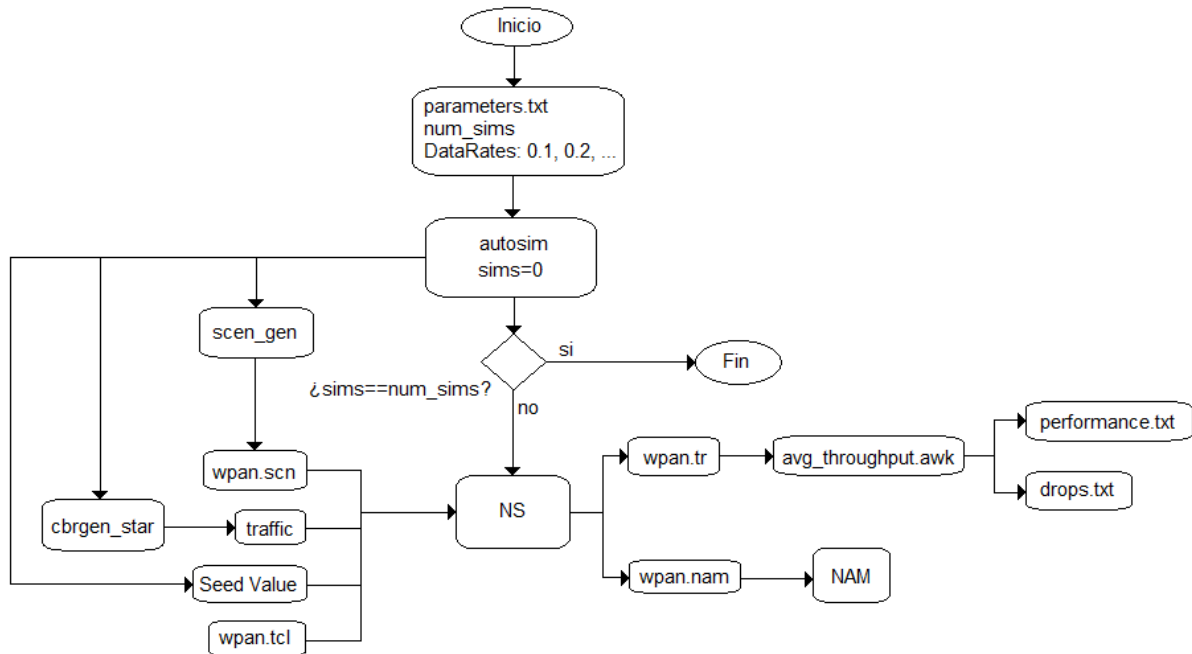 Inicio
parameters.txt
num_sims
DataRates: 0.1, 0.2, ...
autosim
sims=0
scen_gen
si
Fin
¿sims==num_sims?
no
performance.txt
wpan.scn
wpan.tr
avg_throughput.awk
drops.txt
cbrgen_star
traffic
NS
Seed Value
wpan.nam
NAM
wpan.tcl